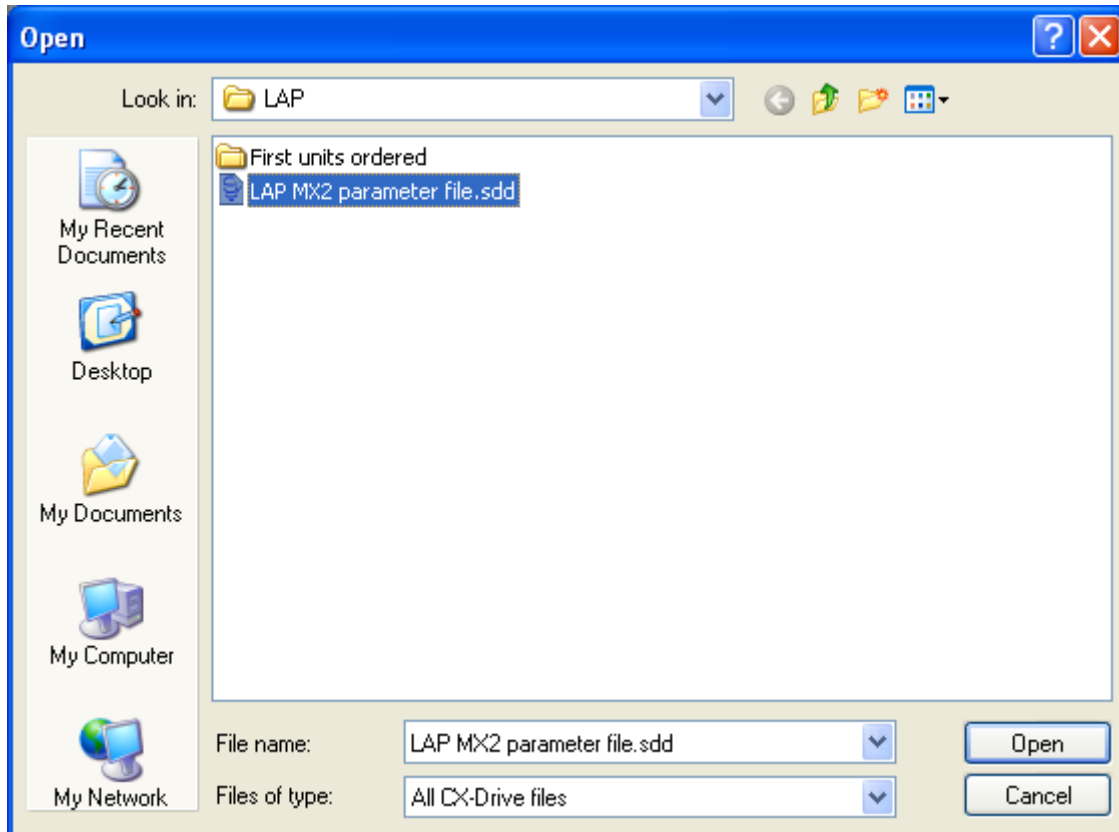 Open
Look in: LAP
First units ordered
LAP MX2 parameter file.sdd
My Recent
Documents
Desktop
My Documents
My Computer
My Network
File name: LAP MX2 parameter file.sdd Open
Files of type: All CX-Drive files Cancel